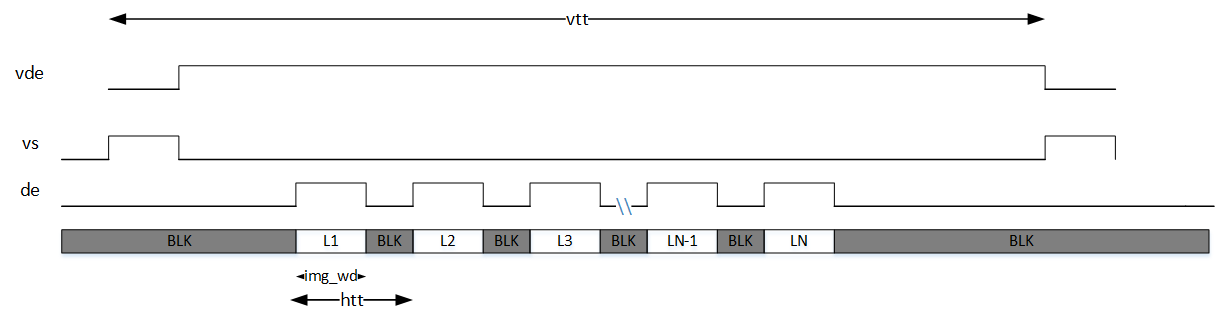 vtt
vde
vs
de
BLK L1 BLK L2 BLK L3 BLK LN-1 BLK LN BLK
img_wd
htt